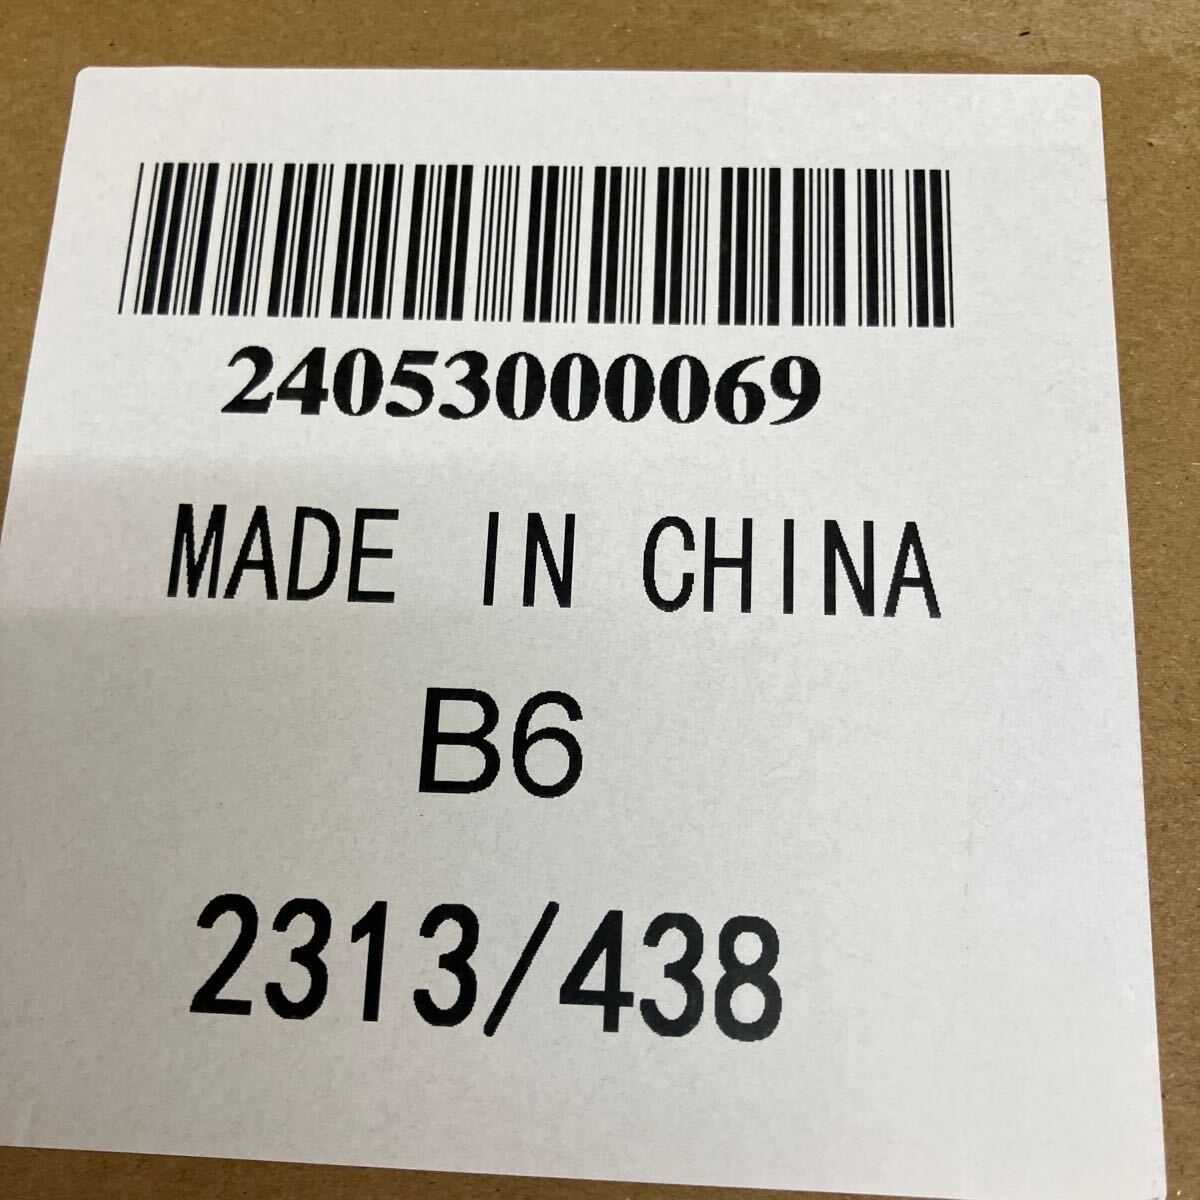 24053000069
MADE IN CHINA
B6
2313/438